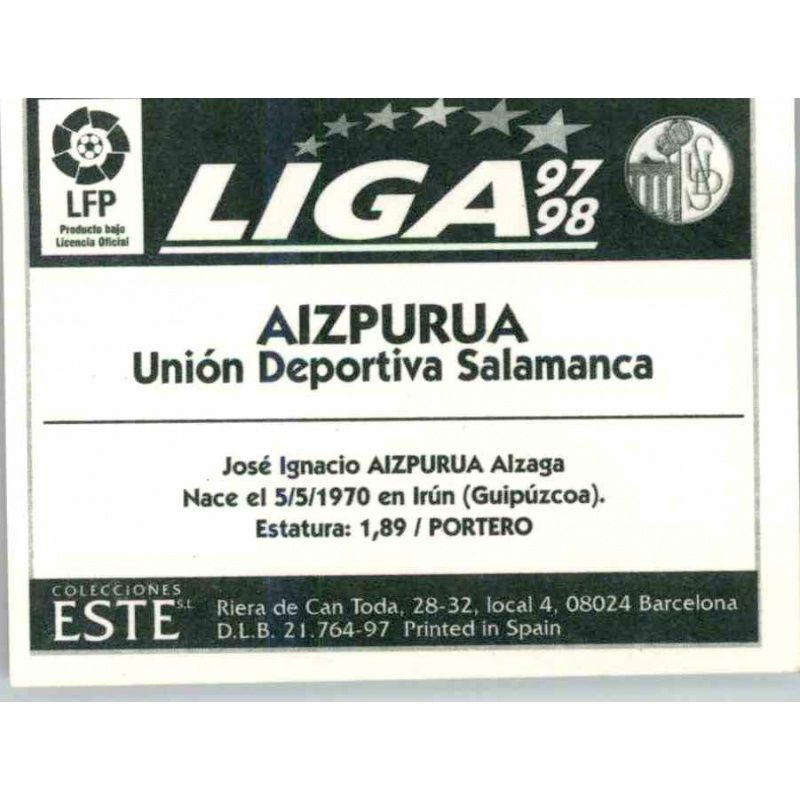 LFP
Producto bajo
Licencia Oficial
LIGA 97
98
AIZPURUA
Unión Deportiva Salamanca
José Ignacio AIZPURUA Alzaga
Nace el 5/5/1970 en Irún (Guipúzcoa).
Estatura: 1,89 / PORTERO
COLECCIONES
ESTE S.L.
Riera de Can Toda, 28-32, local 4, 08024 Barcelona
D.L.B. 21.764-97 Printed in Spain